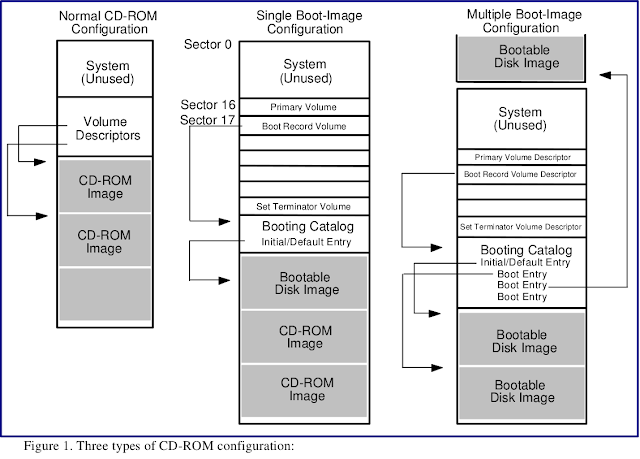 Normal CD-ROM
Configuration
System
(Unused)
Volume
Descriptors
CD-ROM
Image
CD-ROM
Image
Single Boot-Image
Configuration
Sector 0
System
(Unused)
Sector 16
Primary Volume
Sector 17
Boot Record Volume
Set Terminator Volume
Booting Catalog
Initial/Default Entry
Bootable
Disk Image
CD-ROM
Image
CD-ROM
Image
Multiple Boot-Image
Configuration
Bootable
Disk Image
System
(Unused)
Primary Volume Descriptor
Boot Record Volume Descriptor
Set Terminator Volume Descriptor
Booting Catalog
Initial/Default Entry
Boot Entry
Boot Entry
Boot Entry
Bootable
Disk Image
Bootable
Disk Image
Figure 1. Three types of CD-ROM configuration: